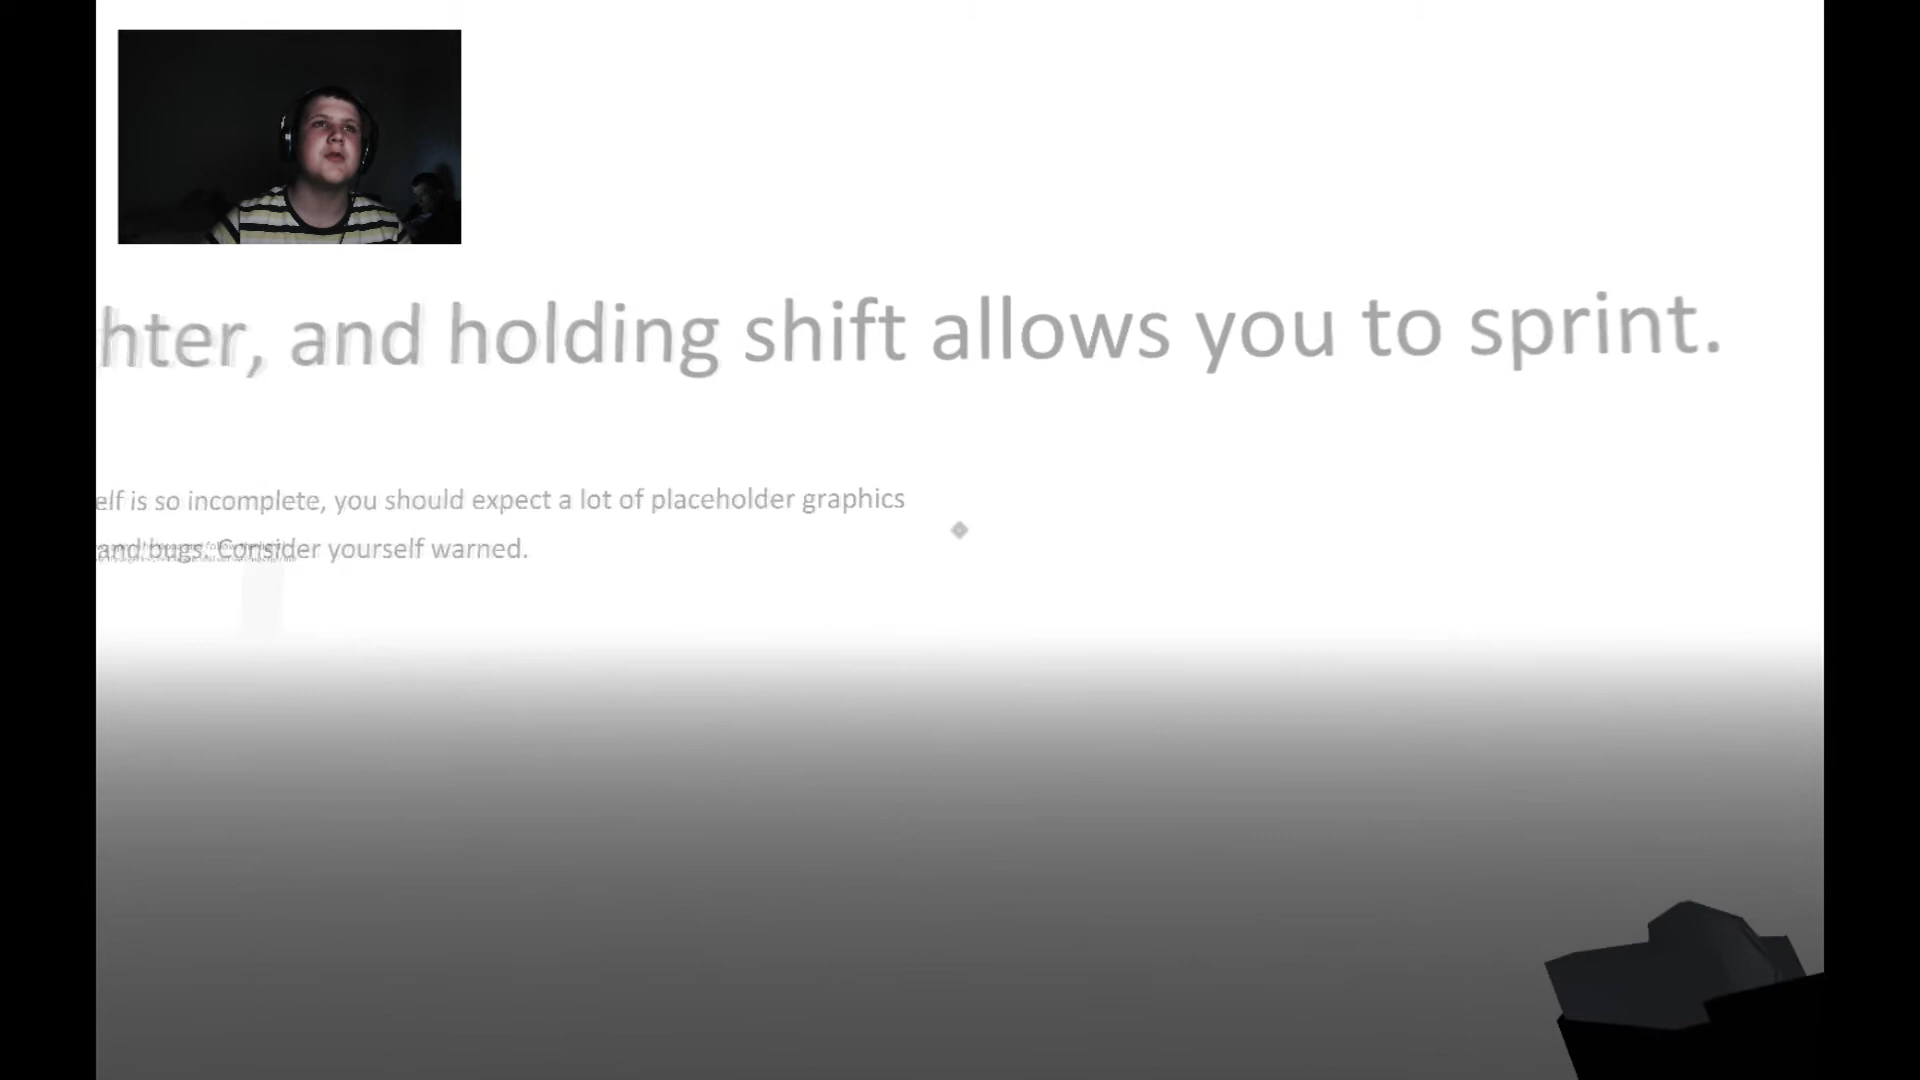 hter, and holding shift allows you to sprint.
elf is so incomplete, you should expect a lot of placeholder graphics
and bugs. Consider yourself warned.